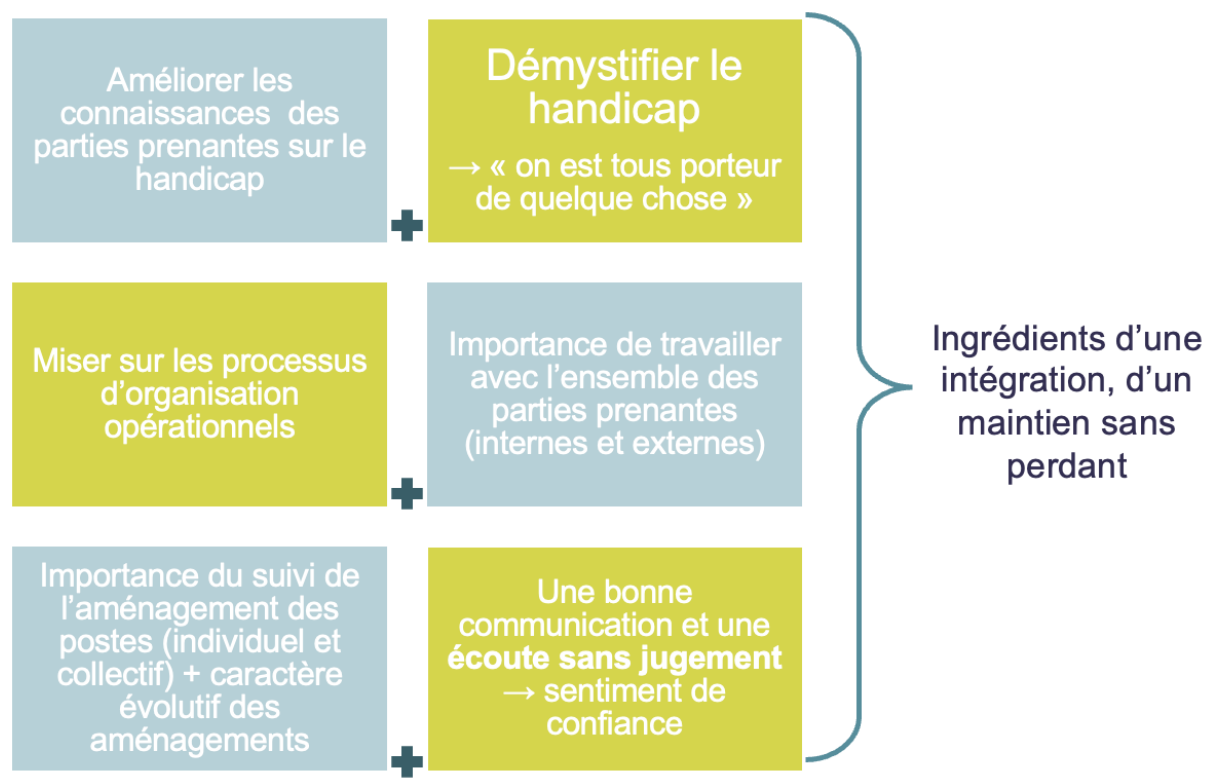 Améliorer les
connaissances des
parties prenantes sur le
handicap
Démystifier le
handicap
→ « on est tous porteur
de quelque chose »
Miser sur les processus
d’organisation
opérationnels
Importance de travailler
avec l’ensemble des
parties prenantes
(internes et externes)
Importance du suivi de
l’aménagement des
postes (individuel et
collectif) + caractère
évolutif des
aménagements
Une bonne
communication et une
écoute sans jugement
→ sentiment de
confiance
Ingrédients d’une
intégration, d’un
maintien sans
perdant